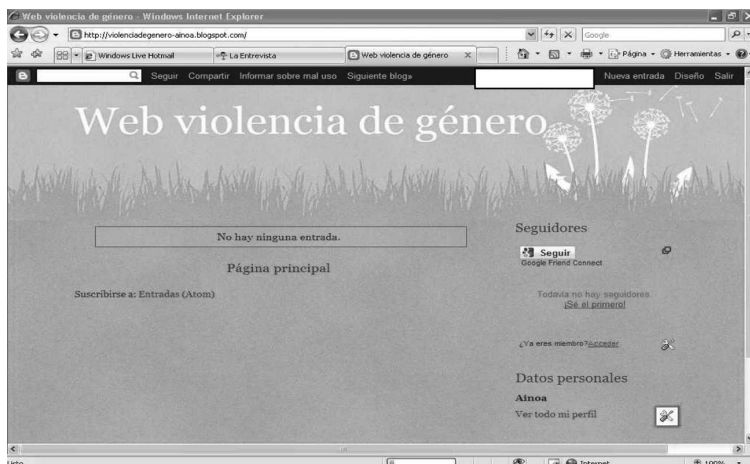 Web violencia de género - Windows Internet Explorer
http://violenciadegenero-ainoa.blogspot.com/
Google
Windows Live Hotmail
La Entrevista
Web violencia de género
Página
Herramientas
Seguir Compartir Informar sobre mal uso Siguiente blog»
Nueva entrada Diseño Salir
Web violencia de género
No hay ninguna entrada.
Página principal
Suscribirse a: Entradas (Atom)
Seguidores
Seguir
Google Friend Connect
Todavía no hay seguidores
¡Sé el primero!
¿Ya eres miembro?Acceder
Datos personales
Ainoa
Ver todo mi perfil
Listo
Internet
100%